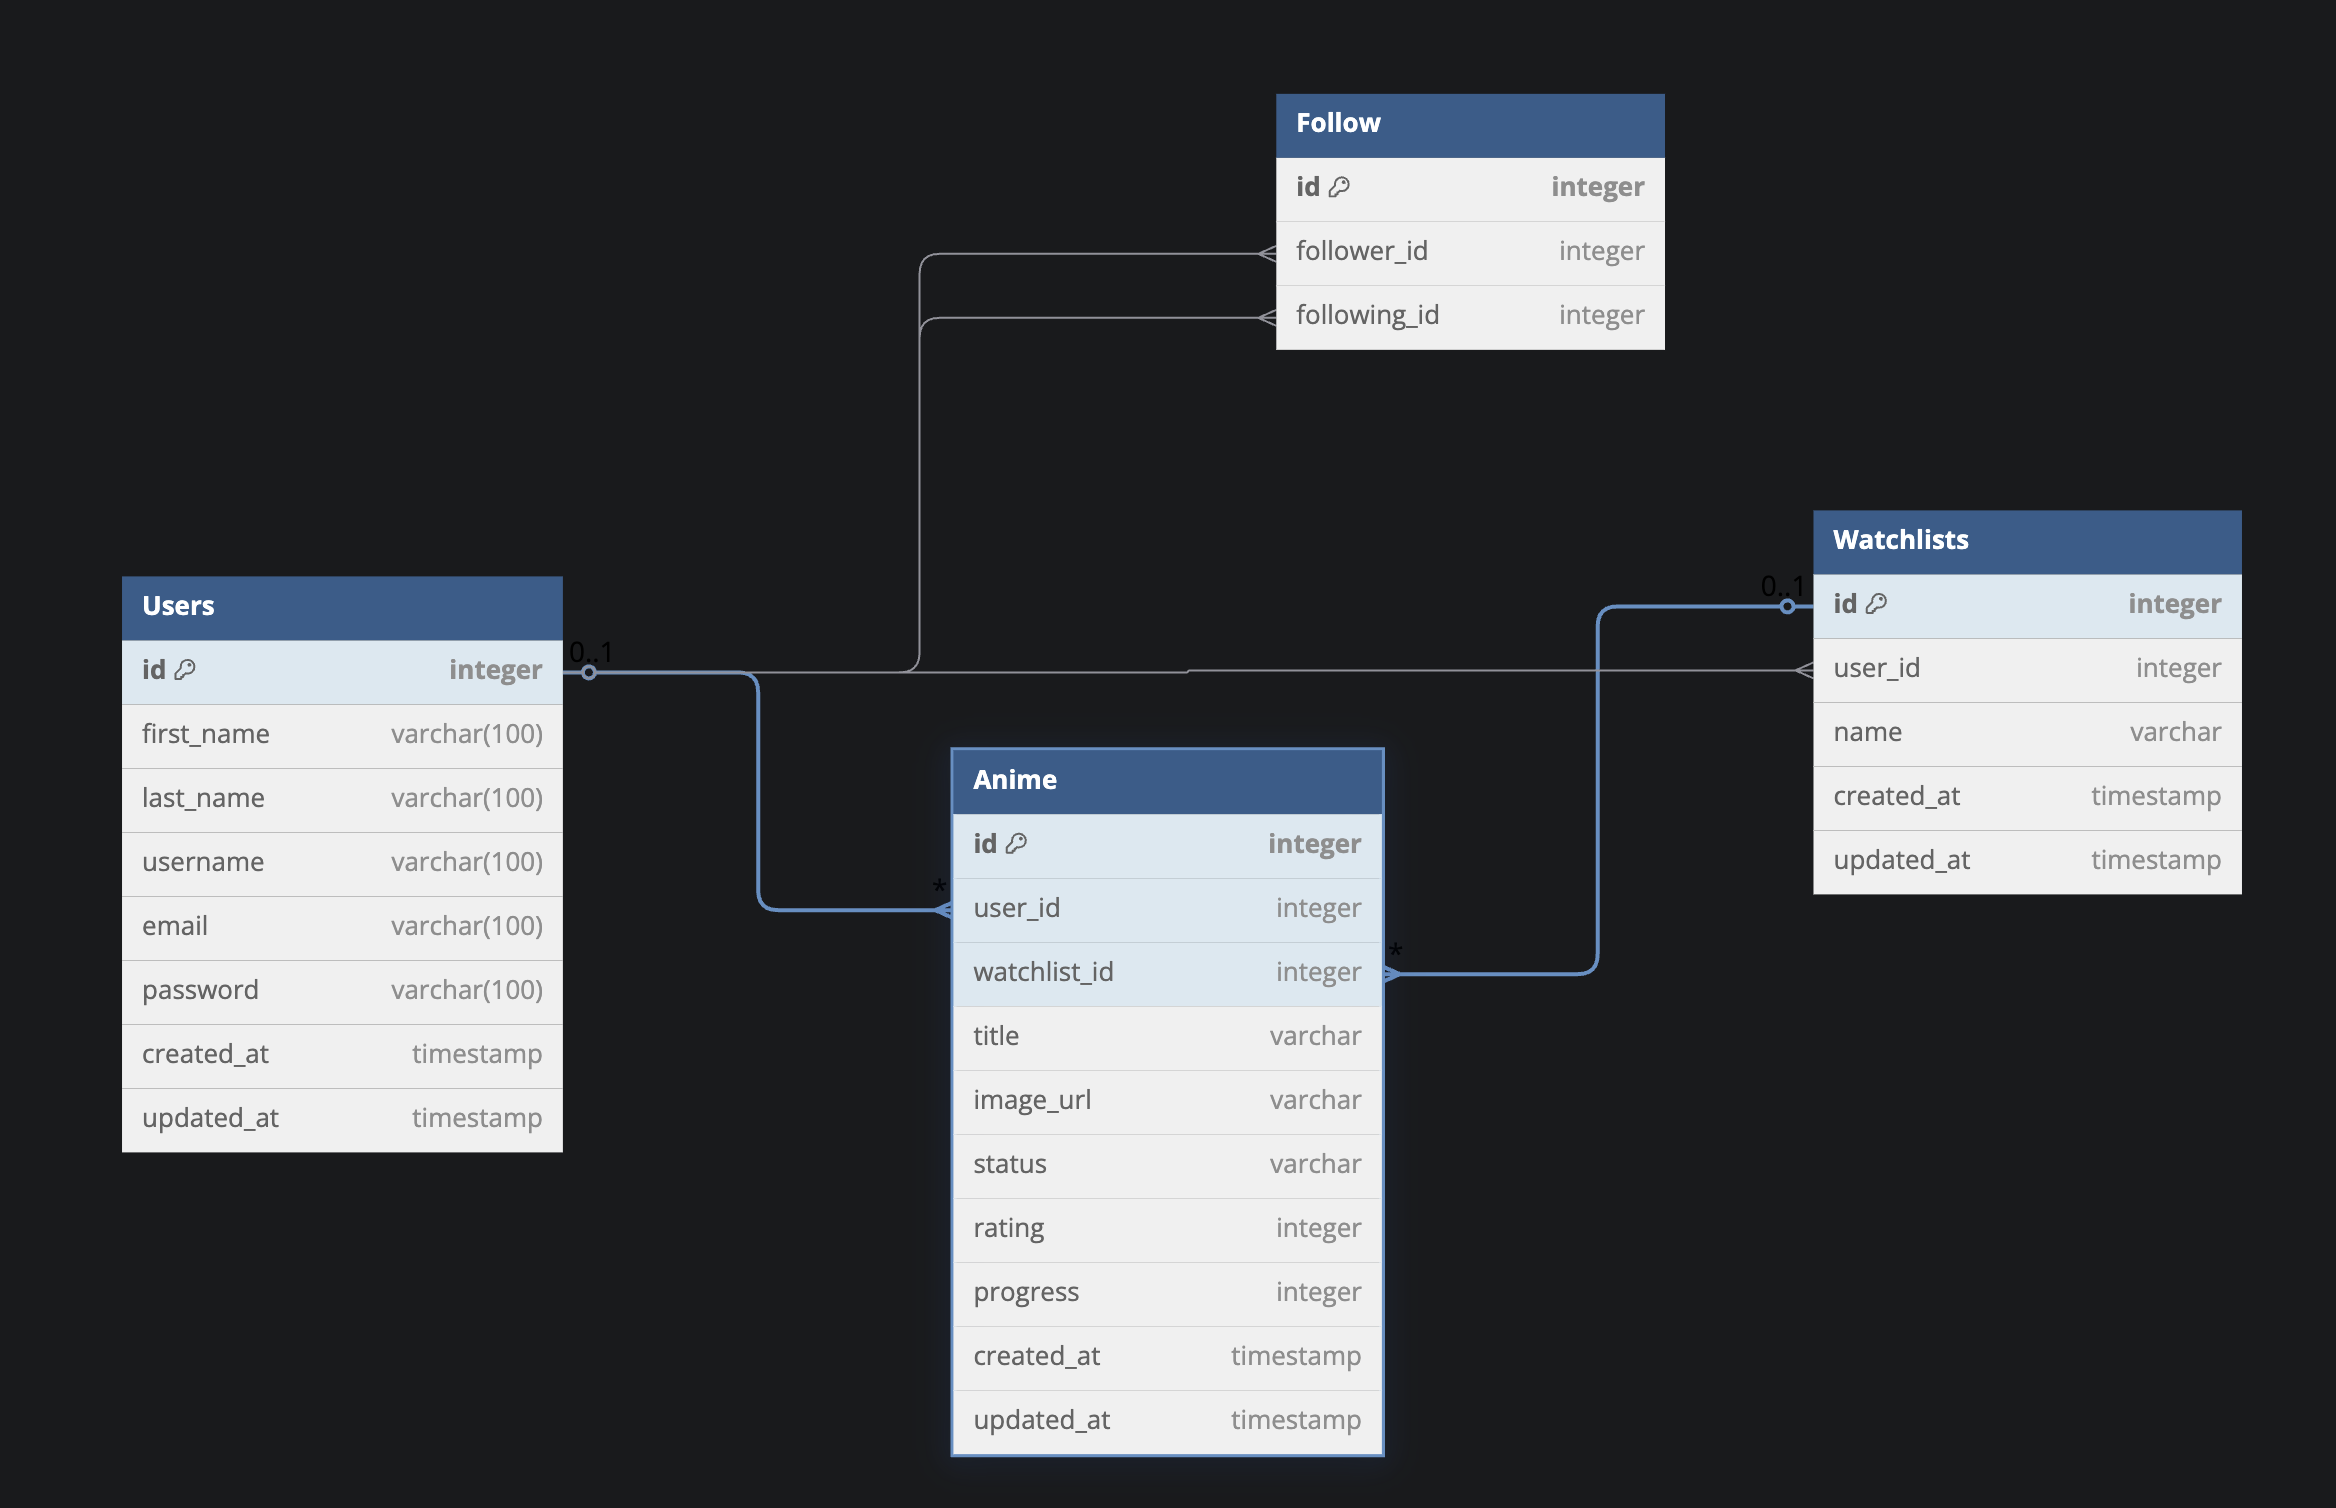 Follow
id integer
follower_id integer
following_id integer
Users
id integer
first_name varchar(100)
last_name varchar(100)
username varchar(100)
email varchar(100)
password varchar(100)
created_at timestamp
updated_at timestamp
0..1
*
Anime
id integer
user_id integer
watchlist_id integer
title varchar
image_url varchar
status varchar
rating integer
progress integer
created_at timestamp
updated_at timestamp
*
0..1
Watchlists
id integer
user_id integer
name varchar
created_at timestamp
updated_at timestamp